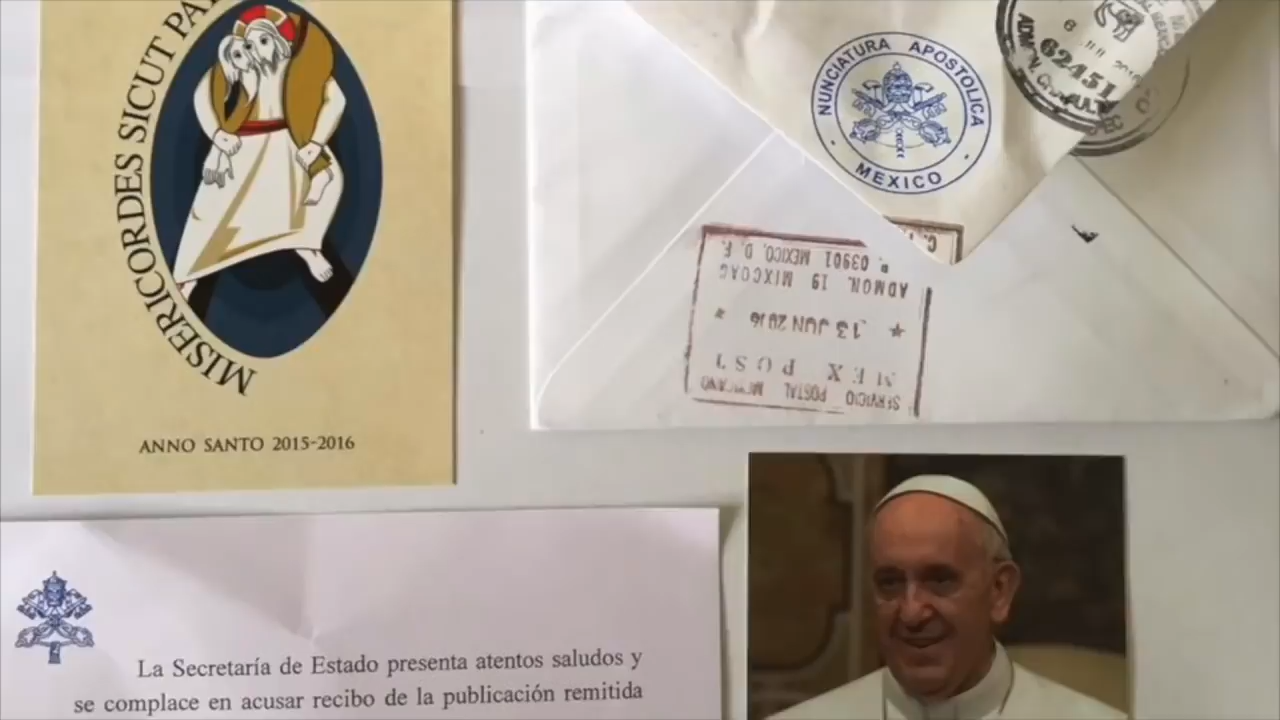 MISERICORDES SICUT PA
ANNO SANTO 2015-2016
NUNCIATURA APOSTOLICA
MEXICO
62451
SERVICIO POSTAL MEXICANO
MEX POST
* 13 JUN 2016 *
ADMON. 19 MIXCOAC
P. 03901 MEXICO, D. F.
La Secretaría de Estado presenta atentos saludos y
se complace en acusar recibo de la publicación remitida